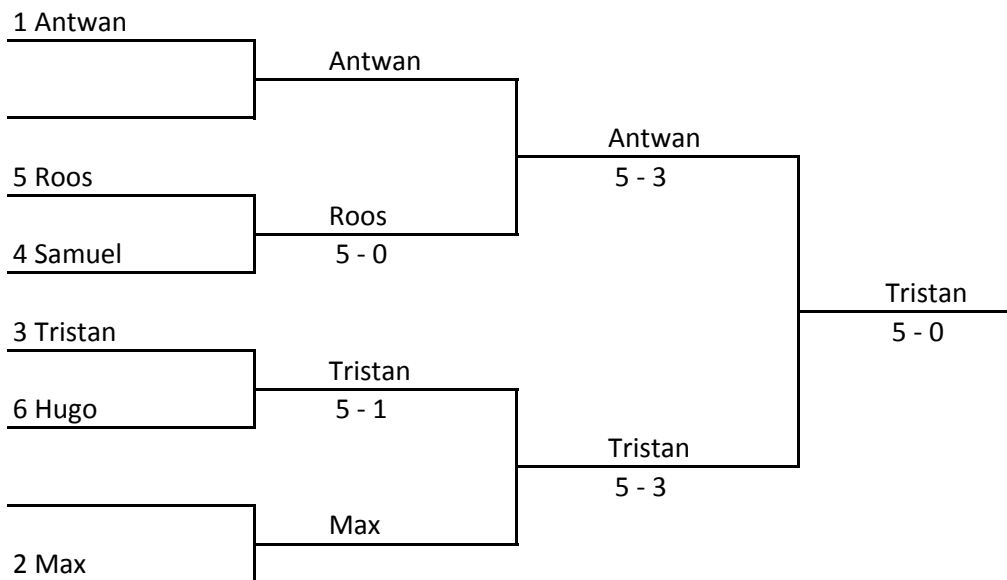 1 Antwan
Antwan
Antwan
5 - 3
5 Roos
Roos
5 - 0
4 Samuel
Tristan
5 - 0
3 Tristan
Tristan
5 - 1
6 Hugo
Tristan
5 - 3
Max
2 Max